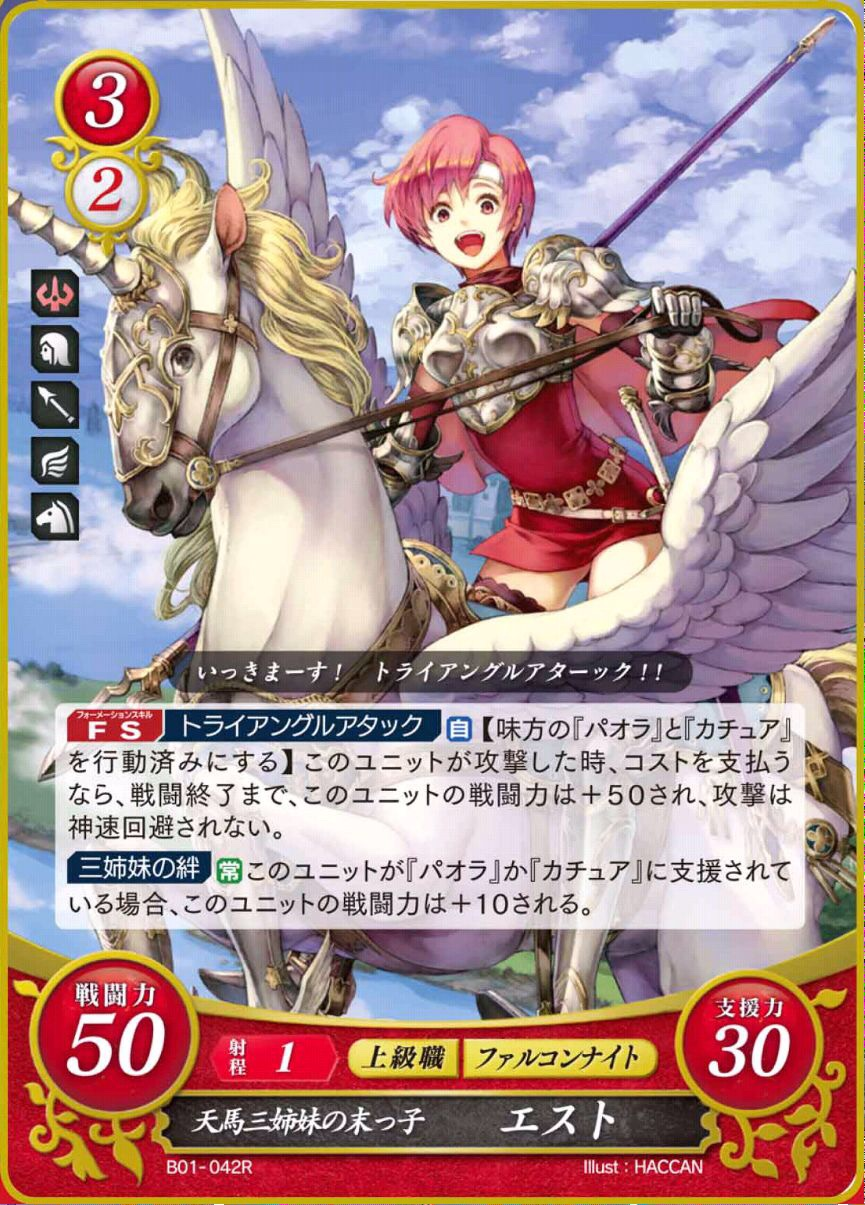 3
2
いっきまーす！ トライアングルアターック！！
フォーメーションスキル
FS トライアングルアタック 自【味方の『パオラ』と『カチュア』
を行動済みにする】このユニットが攻撃した時、コストを支払う
なら、戦闘終了まで、このユニットの戦闘力は＋50され、攻撃は
神速回避されない。
三姉妹の絆 常 このユニットが『パオラ』か『カチュア』に支援されて
いる場合、このユニットの戦闘力は＋10される。
戦闘力
50
射程 1 上級職 ファルコンナイト
支援力
30
天馬三姉妹の末っ子 エスト
B01-042R Illust：HACCAN